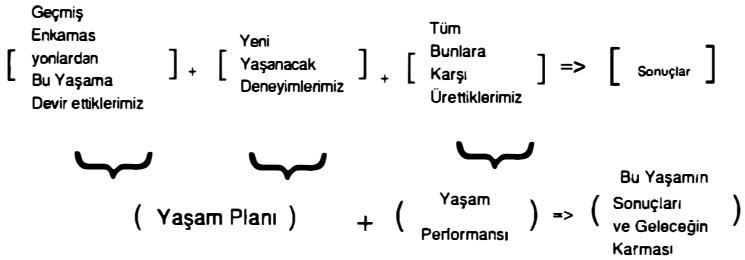 Geçmiş
Enkarnas
yonlardan
Bu Yaşama
Devir ettiklerimiz
[ ] +
Yeni
Yaşanacak
Deneyimlerimiz
[ ] +
Tüm
Bunlara
Karşı
Ürettiklerimiz
[ ] =>
[ Sonuçlar ]
( Yaşam Planı ) +
( Yaşam
Performansı ) =>
( Bu Yaşamın
Sonuçları
ve Geleceğin
Karması )